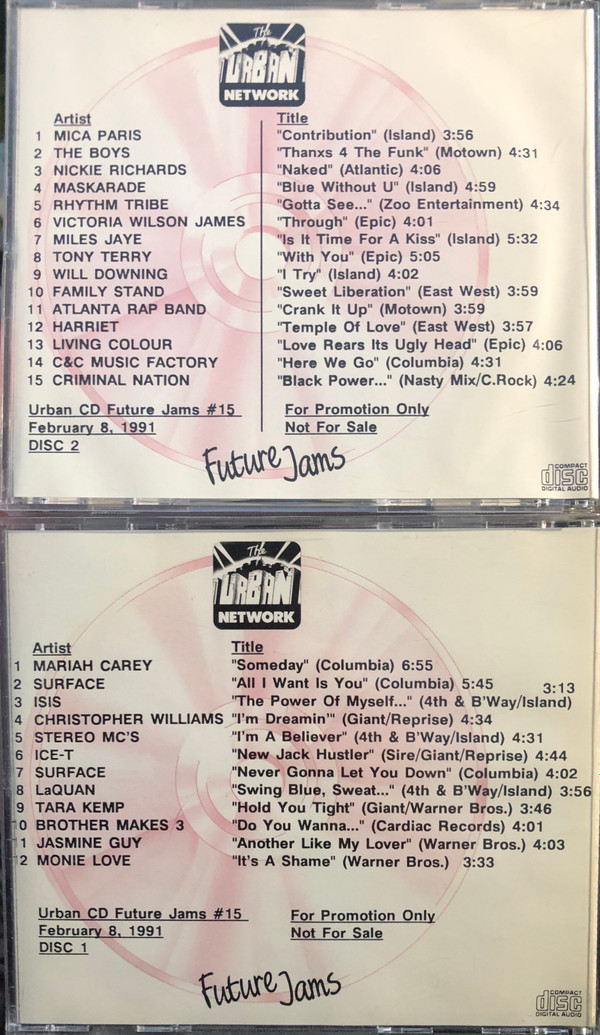 The
URBAN
NETWORK
Artist Title
1 MICA PARIS "Contribution" (Island) 3:56
2 THE BOYS "Thanxs 4 The Funk" (Motown) 4:31
3 NICKIE RICHARDS "Naked" (Atlantic) 4:06
4 MASKARADE "Blue Without U" (Island) 4:59
5 RHYTHM TRIBE "Gotta See..." (Zoo Entertainment) 4:34
6 VICTORIA WILSON JAMES "Through" (Epic) 4:01
7 MILES JAYE "Is It Time For A Kiss" (Island) 5:32
8 TONY TERRY "With You" (Epic) 5:05
9 WILL DOWNING "I Try" (Island) 4:02
10 FAMILY STAND "Sweet Liberation" (East West) 3:59
11 ATLANTA RAP BAND "Crank It Up" (Motown) 3:59
12 HARRIET "Temple Of Love" (East West) 3:57
13 LIVING COLOUR "Love Rears Its Ugly Head" (Epic) 4:06
14 C&C MUSIC FACTORY "Here We Go" (Columbia) 4:31
15 CRIMINAL NATION "Black Power..." (Nasty Mix/C.Rock) 4:24
Urban CD Future Jams #15 For Promotion Only
February 8, 1991 Not For Sale
DISC 2
Future Jams
COMPACT
disc
DIGITAL AUDIO
The
URBAN
NETWORK
Artist Title
1 MARIAH CAREY "Someday" (Columbia) 6:55
2 SURFACE "All I Want Is You" (Columbia) 5:45
3 ISIS "The Power Of Myself..." (4th & B'Way/Island) 3:13
4 CHRISTOPHER WILLIAMS "I'm Dreamin'" (Giant/Reprise) 4:34
5 STEREO MC'S "I'm A Believer" (4th & B'Way/Island) 4:31
6 ICE-T "New Jack Hustler" (Sire/Giant/Reprise) 4:44
7 SURFACE "Never Gonna Let You Down" (Columbia) 4:02
8 LaQUAN "Swing Blue, Sweat..." (4th & B'Way/Island) 3:56
9 TARA KEMP "Hold You Tight" (Giant/Warner Bros.) 3:46
10 BROTHER MAKES 3 "Do You Wanna..." (Cardiac Records) 4:01
11 JASMINE GUY "Another Like My Lover" (Warner Bros.) 4:03
12 MONIE LOVE "It's A Shame" (Warner Bros.) 3:33
Urban CD Future Jams #15 For Promotion Only
February 8, 1991 Not For Sale
DISC 1
Future Jams
COMPACT
disc
DIGITAL AUDIO